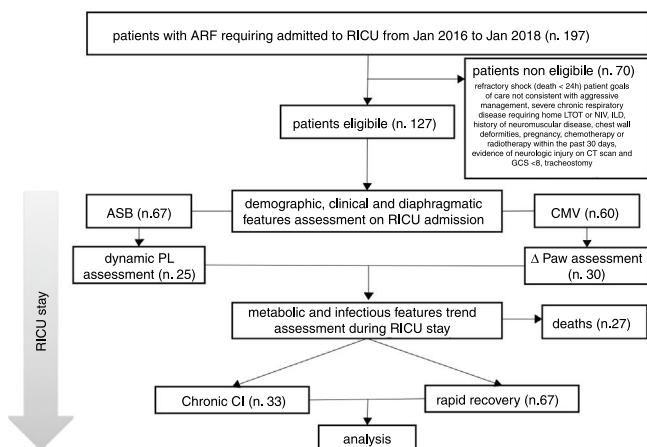 patients with ARF requiring admitted to RICU from Jan 2016 to Jan 2018 (n. 197)
patients non eligible (n. 70)
refractory shock (death < 24h) patient goals
of care not consistent with aggressive
management, severe chronic respiratory
disease requiring home LTOT or NIV, ILD,
history of neuromuscular disease, chest wall
deformities, pregnancy, chemotherapy or
radiotherapy within the past 30 days,
evidence of neurologic injury on CT scan and
GCS <8, tracheostomy
patients eligible (n. 127)
ASB (n.67)
demographic, clinical and diaphragmatic
features assessment on RICU admission
CMV (n.60)
dynamic PL
assessment (n. 25)
Δ Paw assessment
(n. 30)
RICU stay
metabolic and infectious features trend
assessment during RICU stay
deaths (n.27)
Chronic CI (n. 33)
rapid recovery (n.67)
analysis